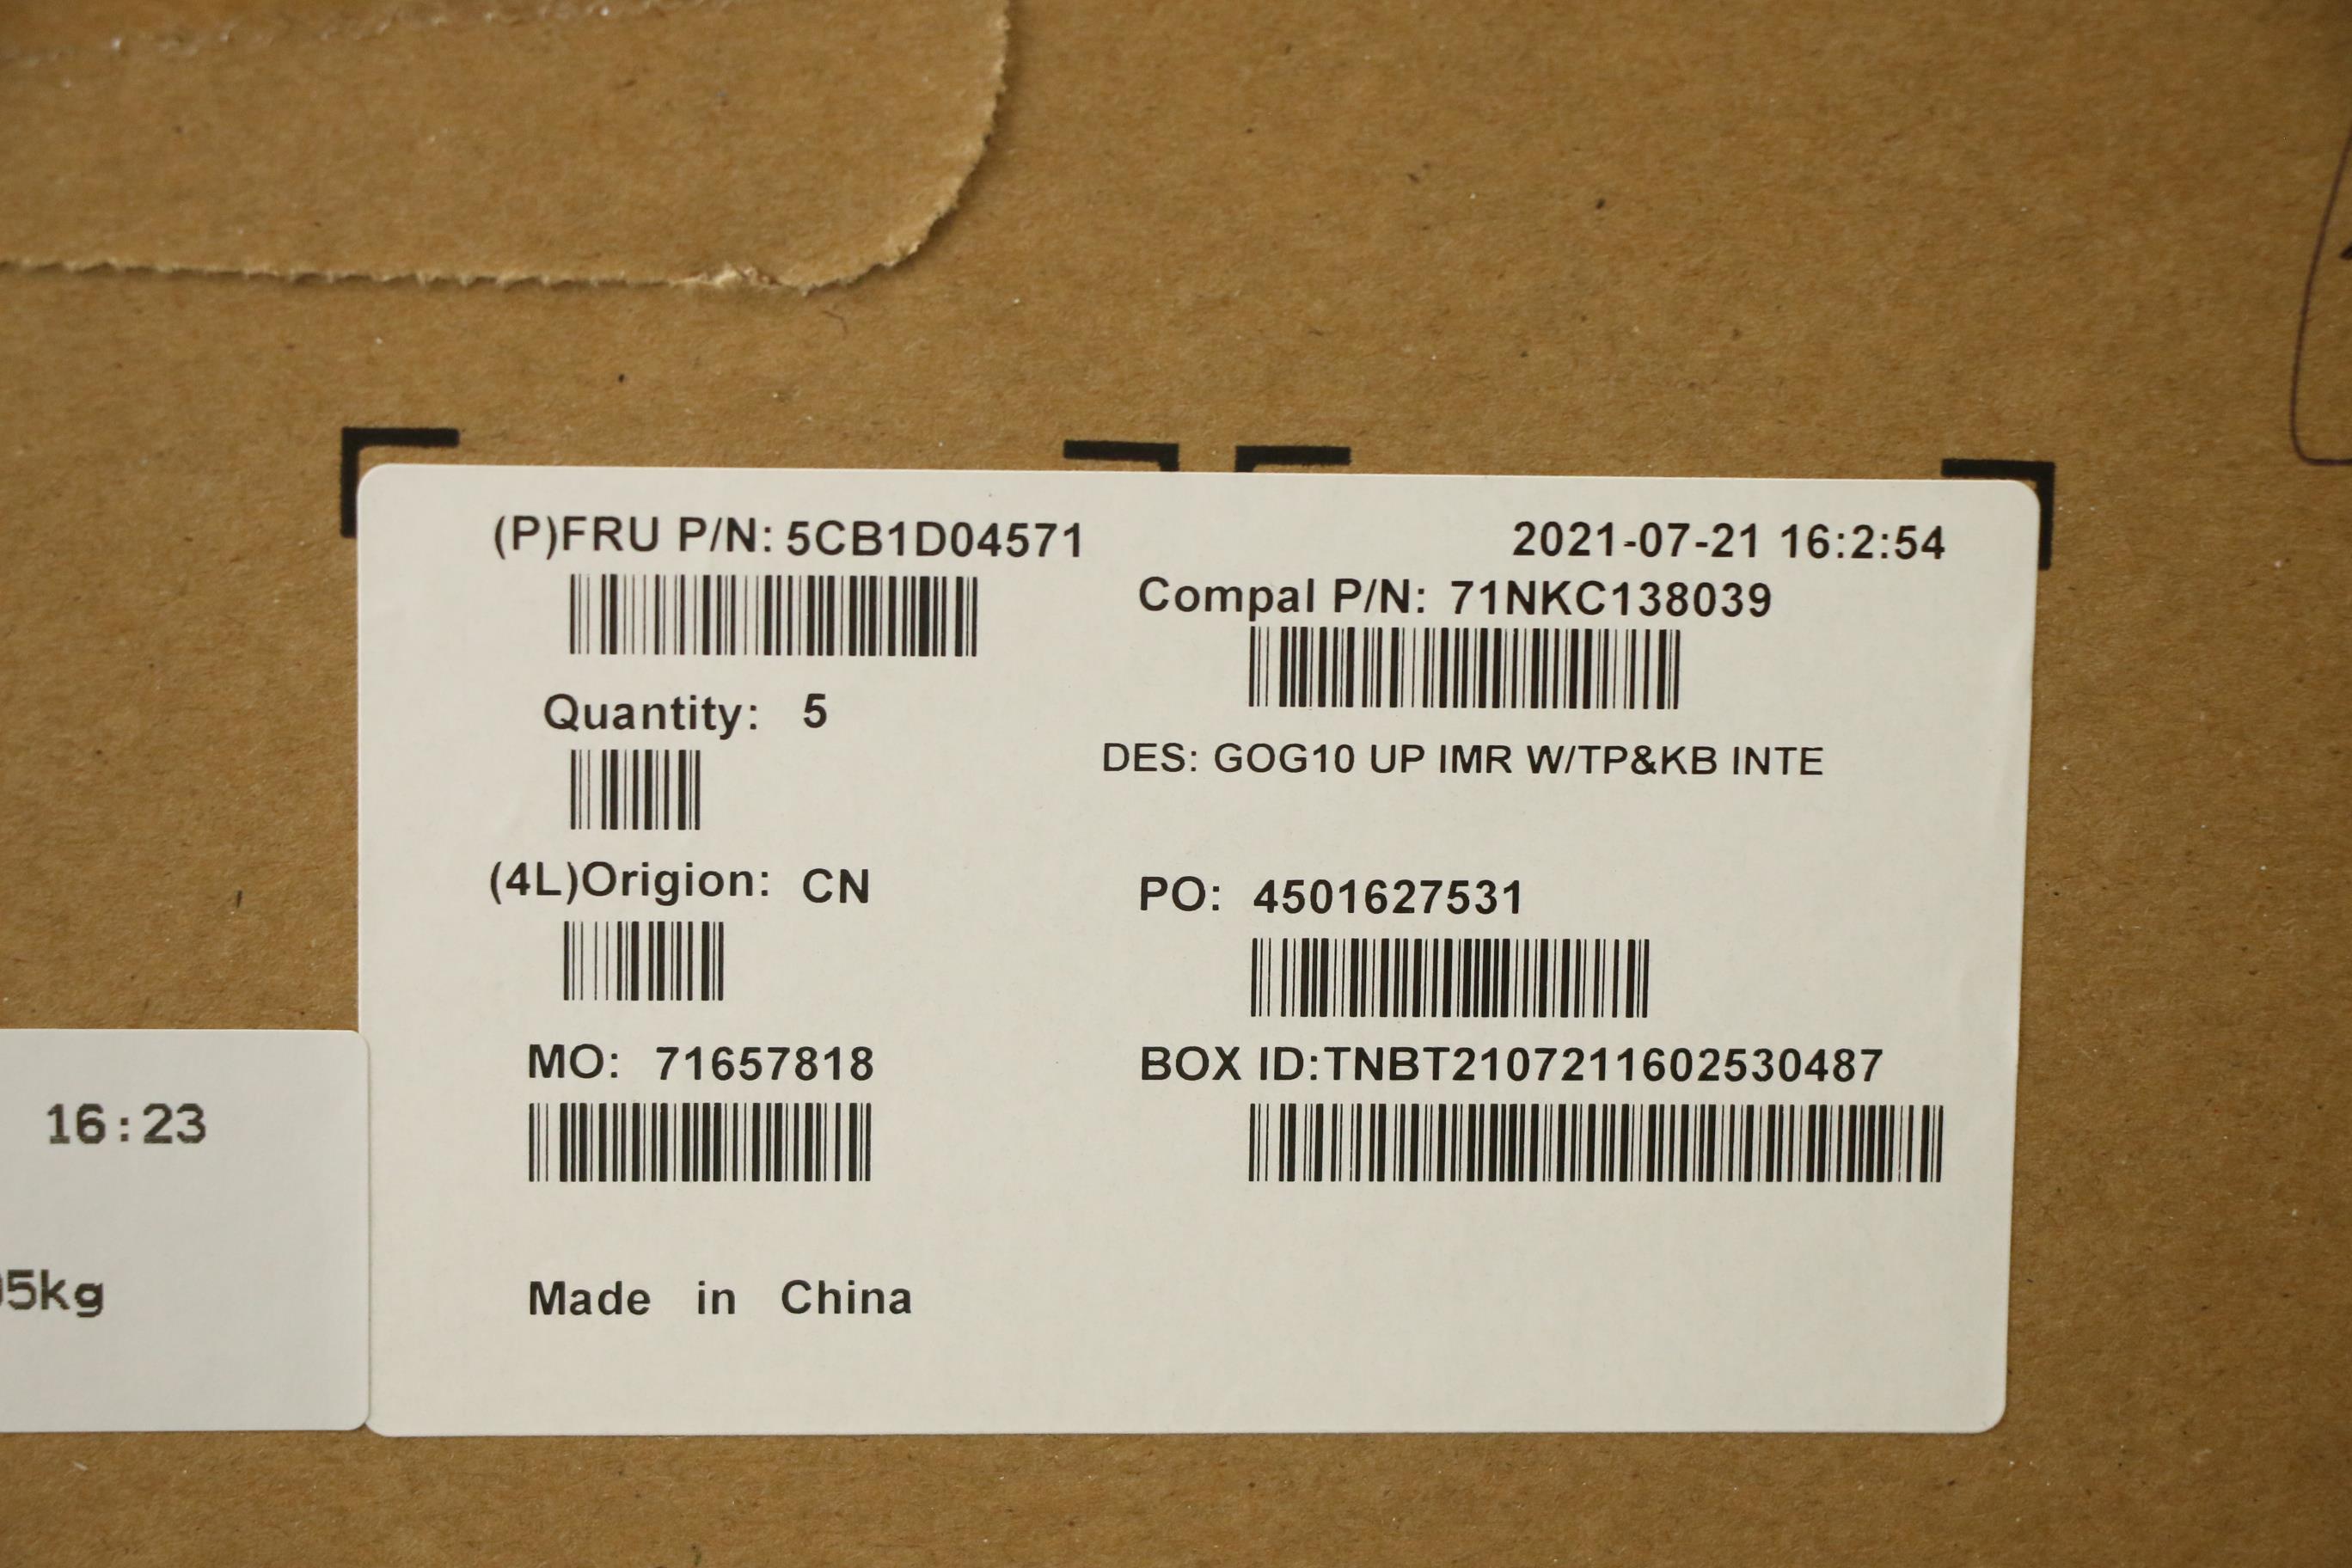 (P)FRU P/N: 5CB1D04571
2021-07-21 16:2:54
Compal P/N: 71NKC138039
Quantity: 5
DES: GOG10 UP IMR W/TP&KB INTE
(4L)Origion: CN
PO: 4501627531
MO: 71657818
BOX ID:TNBT2107211602530487
Made in China
16:23
5kg